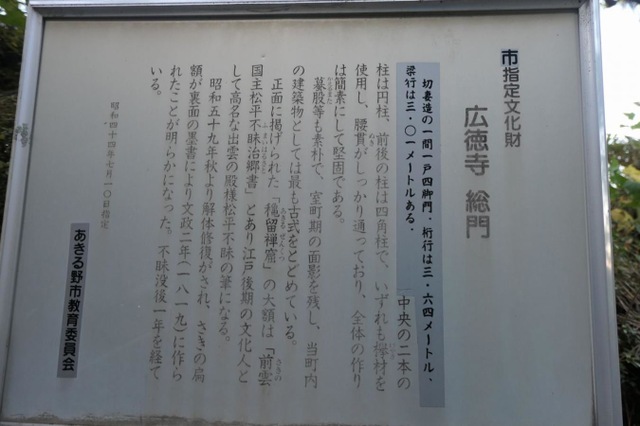 市指定文化財
広徳寺 総門
切妻造の一間一戸四脚門、桁行は三・六四メートル、
梁行は三・〇一メートルある。
中央の二本の
柱は円柱、前後の柱は四角柱で、いずれも欅材を
使用し、腰貫がしっかり通っており、全体の作り
は簡素にして堅固である。
蟇股等も素朴で、室町期の面影を残し、当町内
の建築物としては最も古式をとどめている。
正面に掲げられた「穐留禅窟」の大額は「前雲
国主松平不昧治郷書」とあり江戸後期の文化人と
して高名な出雲の殿様松平不昧の筆になる。
昭和五十九年秋より解体修復がされ、さきの扁
額が裏面の墨書により文政二年(一八一九)に作ら
れたことが明らかになった。不昧没後一年を経て
いる。
昭和四十四年七月一〇日指定
あきる野市教育委員会